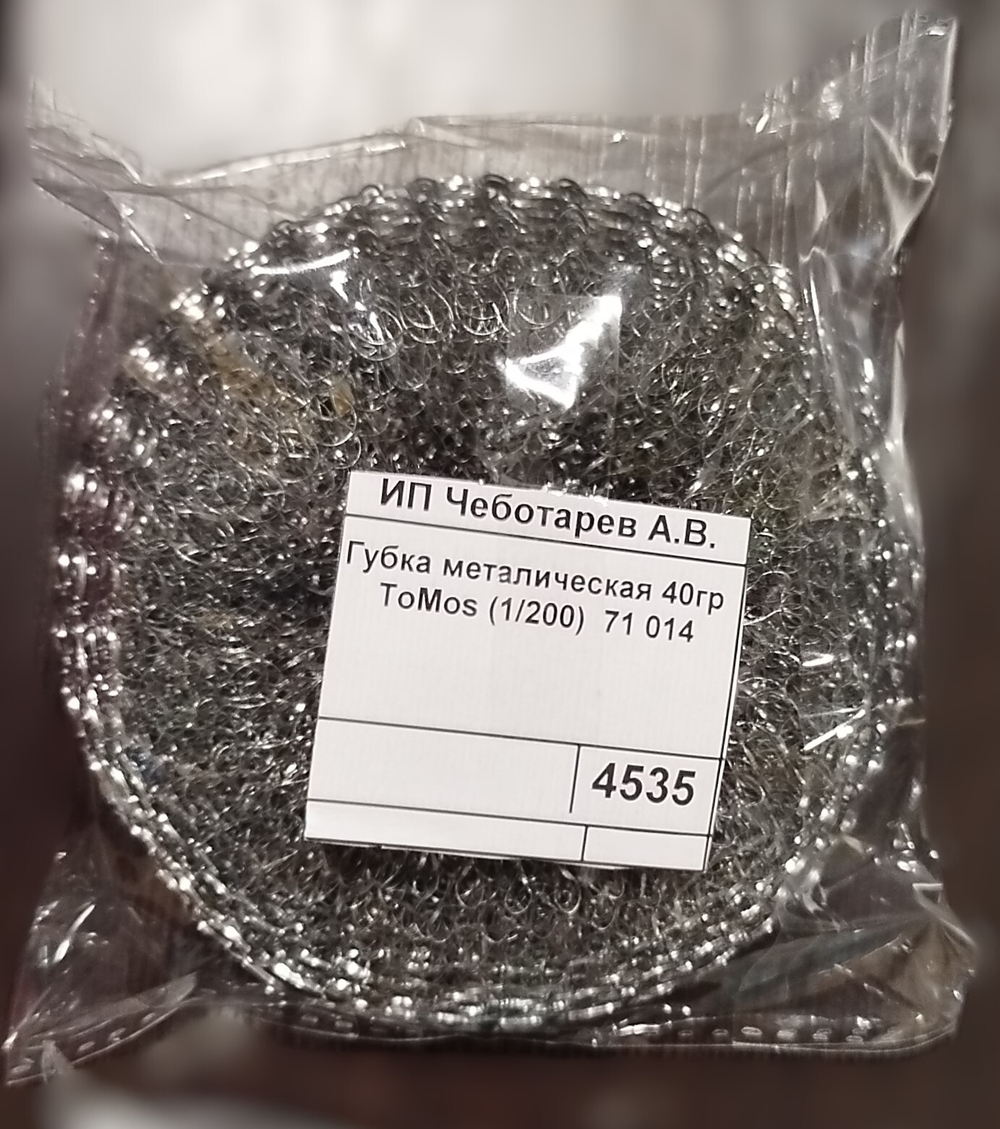 ИП Чеботарев А.В.
Губка металическая 40гр
ToMos (1/200) 71 014
4535